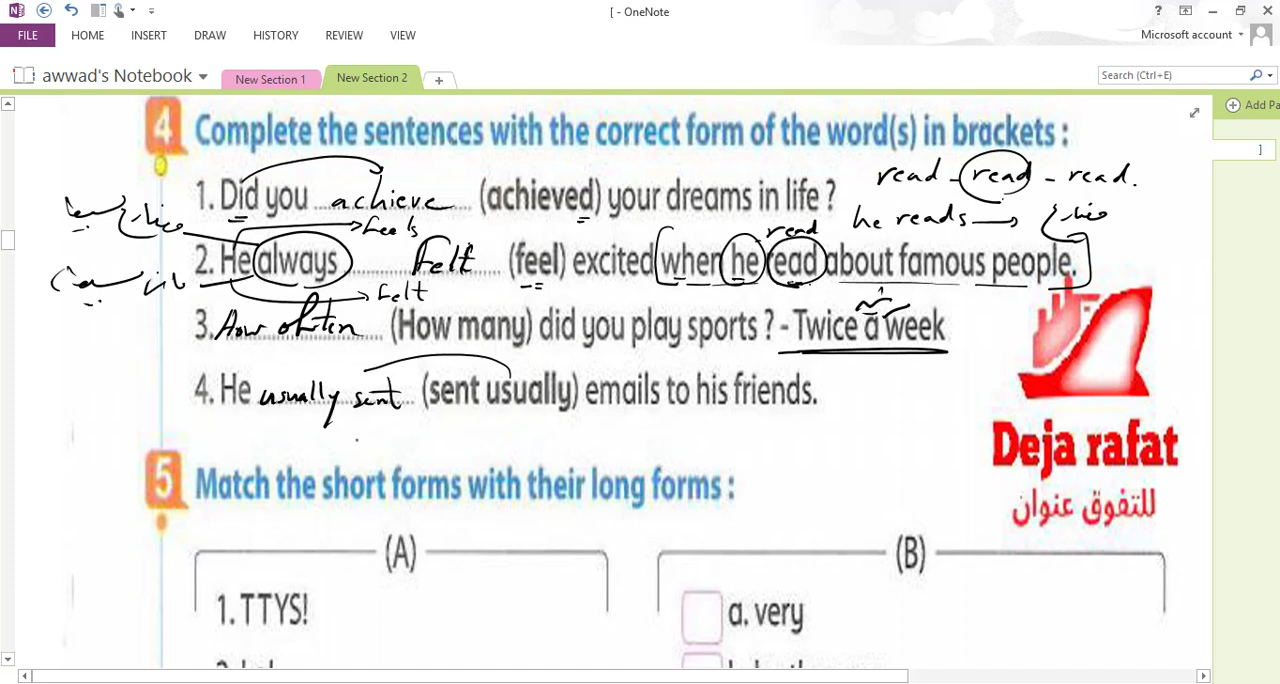 [ - OneNote
?
FILE HOME INSERT DRAW HISTORY REVIEW VIEW
Microsoft account
awwad's Notebook New Section 1 New Section 2 +
Search (Ctrl+E)
Add Pa
]
4 Complete the sentences with the correct form of the word(s) in brackets :
read - read - read.
1. Did you achieve (achieved) your dreams in life ?
he reads مضارع
مضارع بسيط feels read
2. He always felt (feel) excited when he read about famous people.
ماضي بسيط felt
3. How often (How many) did you play sports ? - Twice a week
4. He usually sent (sent usually) emails to his friends.
Deja rafat
للتفوق عنوان
5 Match the short forms with their long forms :
(A) (B)
1. TTYS! a. very